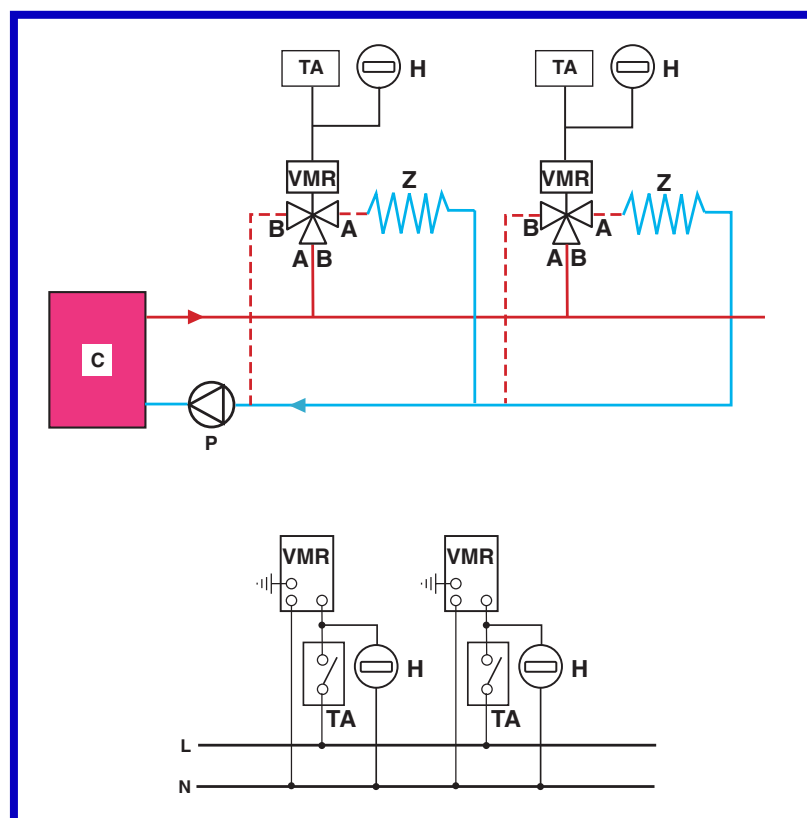 TA H TA H
VMR Z VMR Z
B A B A
A B A B
C
P
VMR VMR
H H
TA TA
L
N